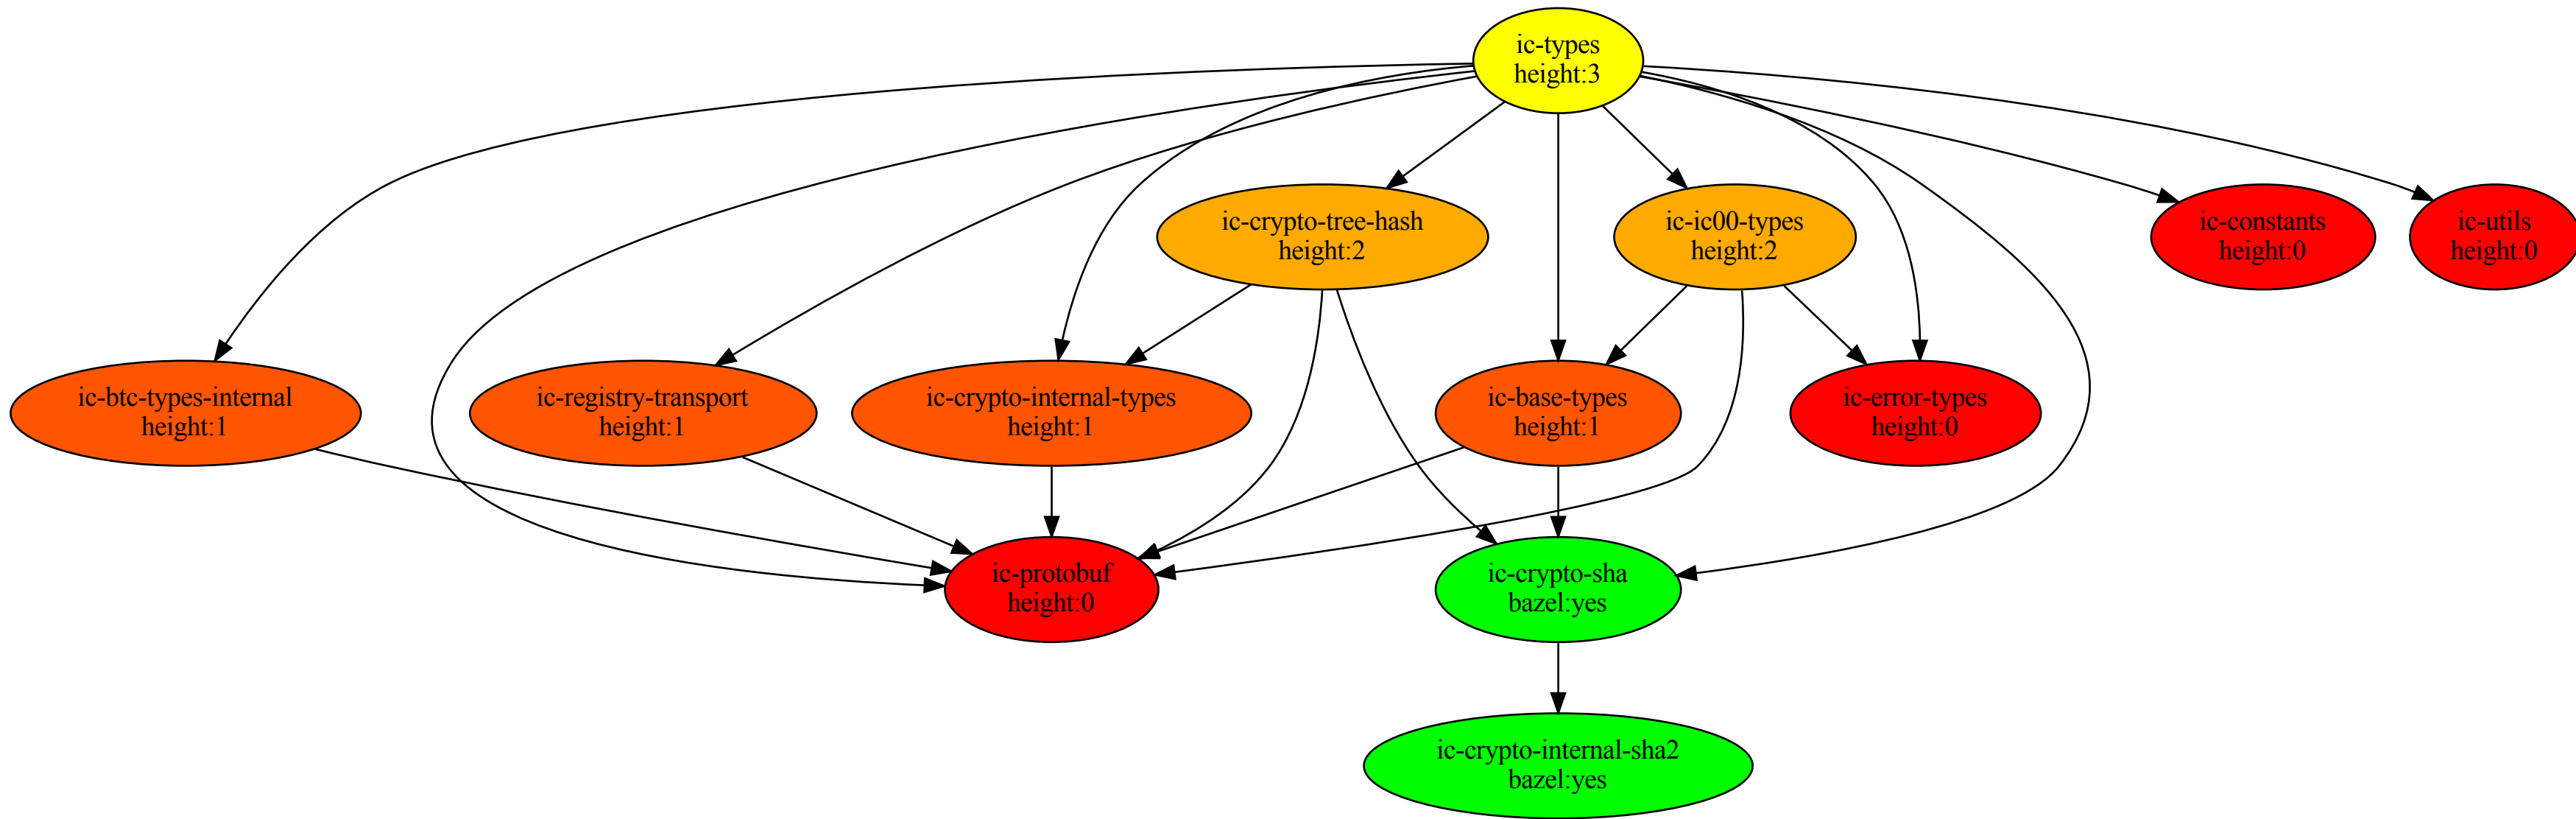 ic-types
height:3
ic-crypto-tree-hash
height:2
ic-ic00-types
height:2
ic-constants
height:0
ic-utils
height:0
ic-btc-types-internal
height:1
ic-registry-transport
height:1
ic-crypto-internal-types
height:1
ic-base-types
height:1
ic-error-types
height:0
ic-protobuf
height:0
ic-crypto-sha
bazel:yes
ic-crypto-internal-sha2
bazel:yes